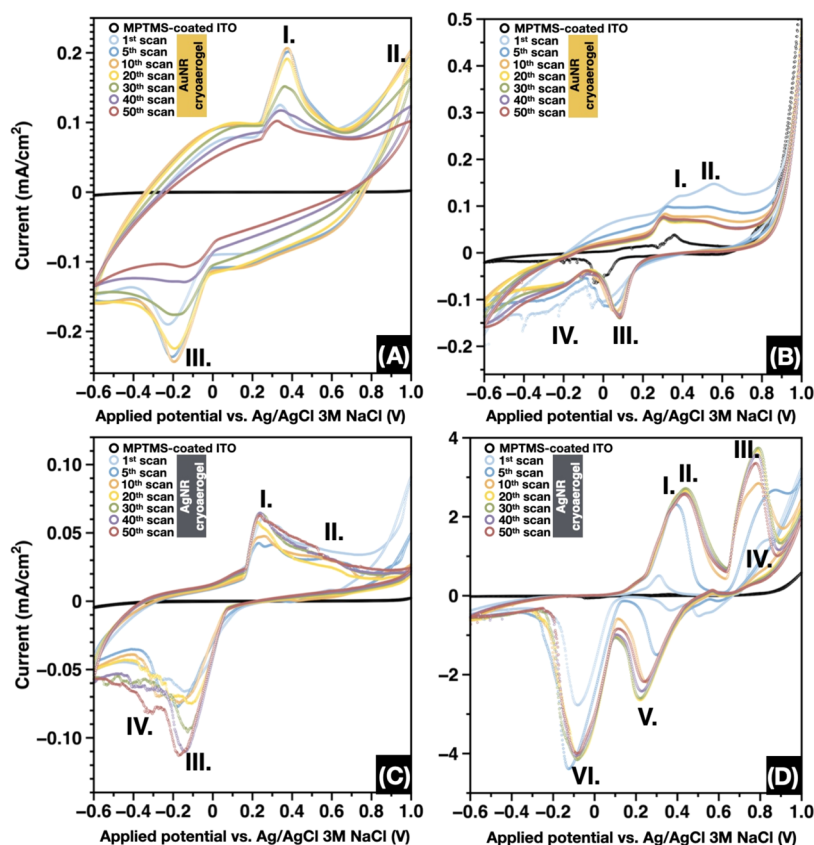 MPTMS-coated ITO
1st scan
5th scan
10th scan
20th scan
30th scan
40th scan
50th scan
AuNR
cryoaerogel
I.
II.
III.
(A)
0.2
0.1
0
−0.1
−0.2
Current (mA/cm²)
−0.6 −0.4 −0.2 0 0.2 0.4 0.6 0.8 1.0
Applied potential vs. Ag/AgCl 3M NaCl (V)
MPTMS-coated ITO
1st scan
5th scan
10th scan
20th scan
30th scan
40th scan
50th scan
AuNR
cryoaerogel
I.
II.
III.
IV.
(B)
0.5
0.4
0.3
0.2
0.1
0
−0.1
−0.2
−0.6 −0.4 −0.2 0 0.2 0.4 0.6 0.8 1.0
Applied potential vs. Ag/AgCl 3M NaCl (V)
MPTMS-coated ITO
1st scan
5th scan
10th scan
20th scan
30th scan
40th scan
50th scan
AgNR
cryoaerogel
I.
II.
III.
IV.
(C)
0.10
0.05
0
−0.05
−0.10
Current (mA/cm²)
−0.6 −0.4 −0.2 0 0.2 0.4 0.6 0.8 1.0
Applied potential vs. Ag/AgCl 3M NaCl (V)
MPTMS-coated ITO
1st scan
5th scan
10th scan
20th scan
30th scan
40th scan
50th scan
AgNR
cryoaerogel
I.
II.
III.
IV.
V.
VI.
(D)
4
2
0
−2
−4
−0.6 −0.4 −0.2 0 0.2 0.4 0.6 0.8 1.0
Applied potential vs. Ag/AgCl 3M NaCl (V)